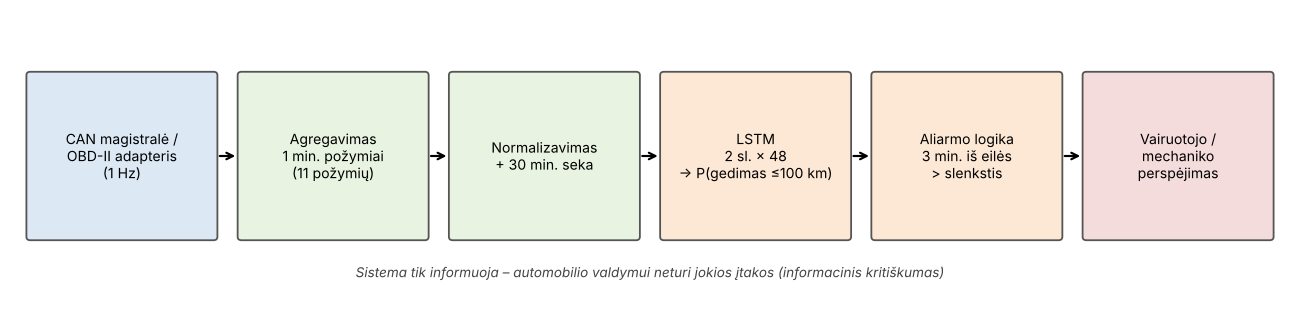 CAN magistralė /
OBD-II adapteris
(1 Hz)
Agregavimas
1 min. požymiai
(11 požymių)
Normalizavimas
+ 30 min. seka
LSTM
2 sl. × 48
→ P(gedimas ≤100 km)
Aliarmo logika
3 min. iš eilės
> slenkstis
Vairuotojo /
mechaniko
perspėjimas
Sistema tik informuoja – automobilio valdymui neturi jokios įtakos (informacinis kritiškumas)